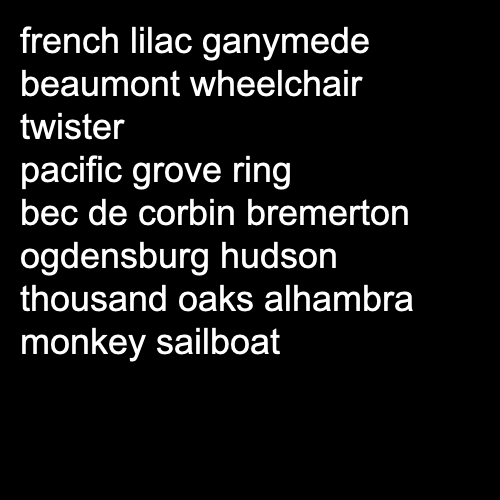 french lilac ganymede
beaumont wheelchair
twister
pacific grove ring
bec de corbin bremerton
ogdensburg hudson
thousand oaks alhambra
monkey sailboat